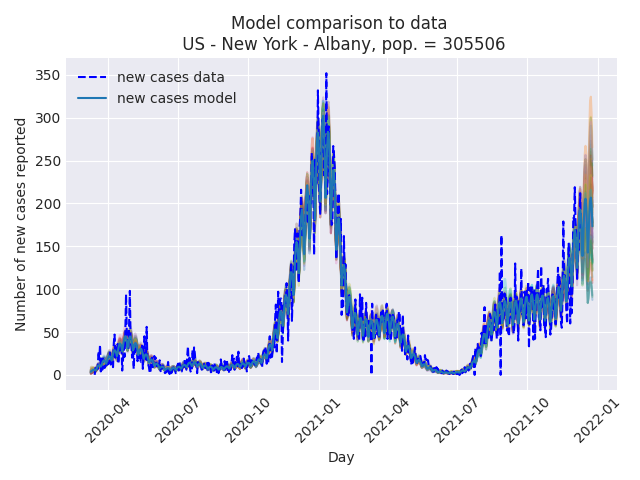 Model comparison to data
US - New York - Albany, pop. = 305506
new cases data
new cases model
Number of new cases reported
350
300
250
200
150
100
50
0
2020-04
2020-07
2020-10
2021-01
2021-04
2021-07
2021-10
2022-01
Day